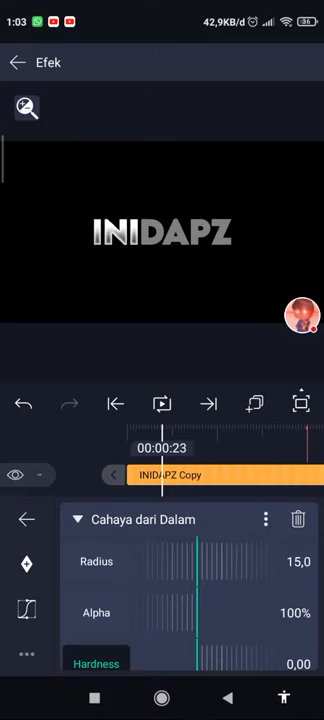 1:03 42,9KB/d 36
Efek
INIDAPZ
00:00:23
INIDAPZ Copy
Cahaya dari Dalam
Radius 15,0
Alpha 100%
Hardness 0,00